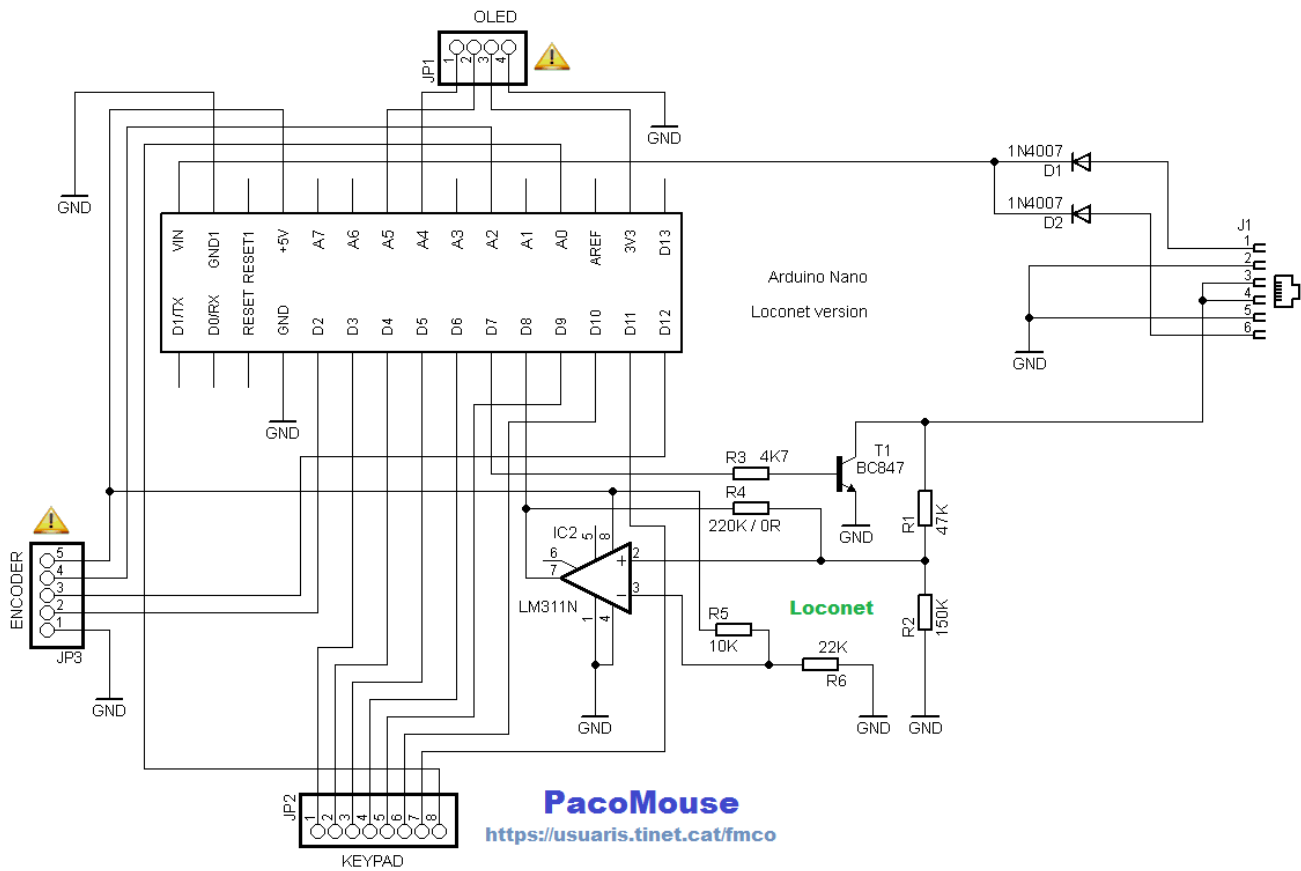 OLED
JP1
1 2 3 4
GND
GND
1N4007
D1
1N4007
D2
J1
1
2
3
4
5
6
VIN GND1 RESET1 +5V A7 A6 A5 A4 A3 A2 A1 A0 AREF 3V3 D13
D1/TX D0/RX RESET GND D2 D3 D4 D5 D6 D7 D8 D9 D10 D11 D12
Arduino Nano
Loconet version
GND
GND
R3 4K7
T1
BC847
R4
220K / 0R
GND
R1 47K
IC2
5 8
6
7
+ 2
- 3
1 4
LM311N
Loconet
R5
10K
22K
R6
R2 150K
GND
GND
GND
ENCODER
5
4
3
2
1
JP3
GND
JP2
1 2 3 4 5 6 7 8
KEYPAD
PacoMouse
https://usuaris.tinet.cat/fmco